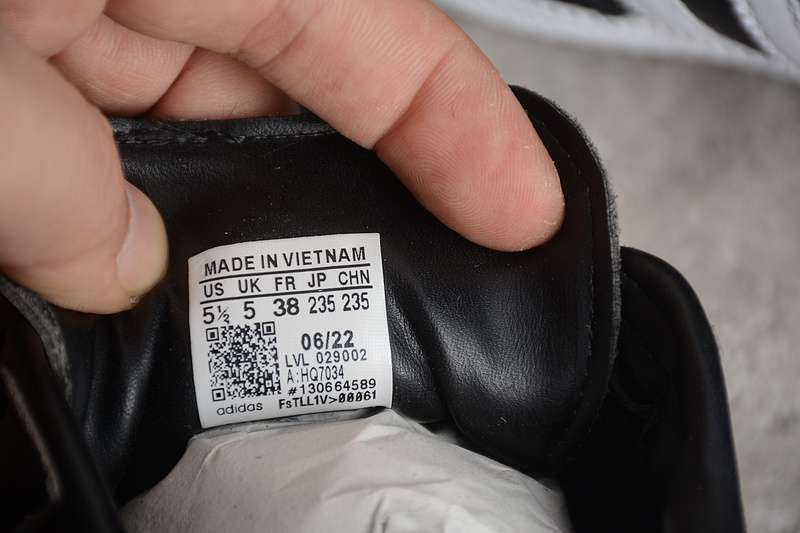 MADE IN VIETNAM
US UK FR JP CHN
5½ 5 38 235 235
06/22
LVL 029002
A:HQ7034
#130664589
adidas FsTLL1V>00061